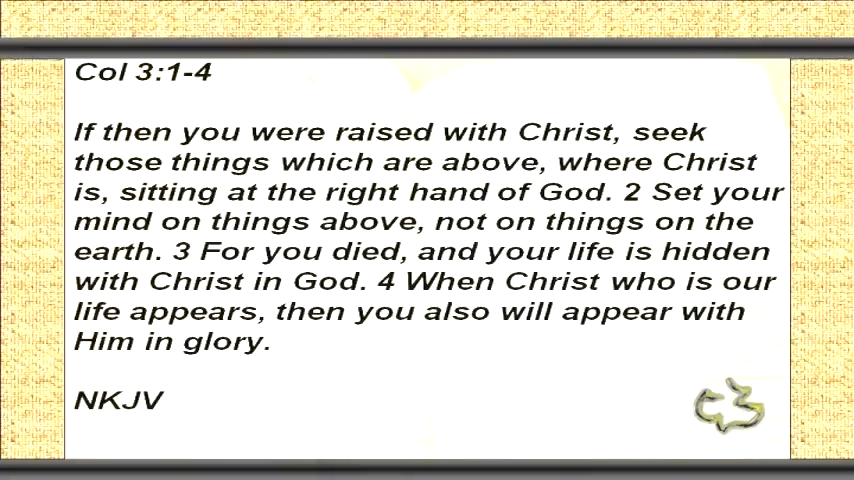 Col 3:1-4
If then you were raised with Christ, seek
those things which are above, where Christ
is, sitting at the right hand of God. 2 Set your
mind on things above, not on things on the
earth. 3 For you died, and your life is hidden
with Christ in God. 4 When Christ who is our
life appears, then you also will appear with
Him in glory.
NKJV